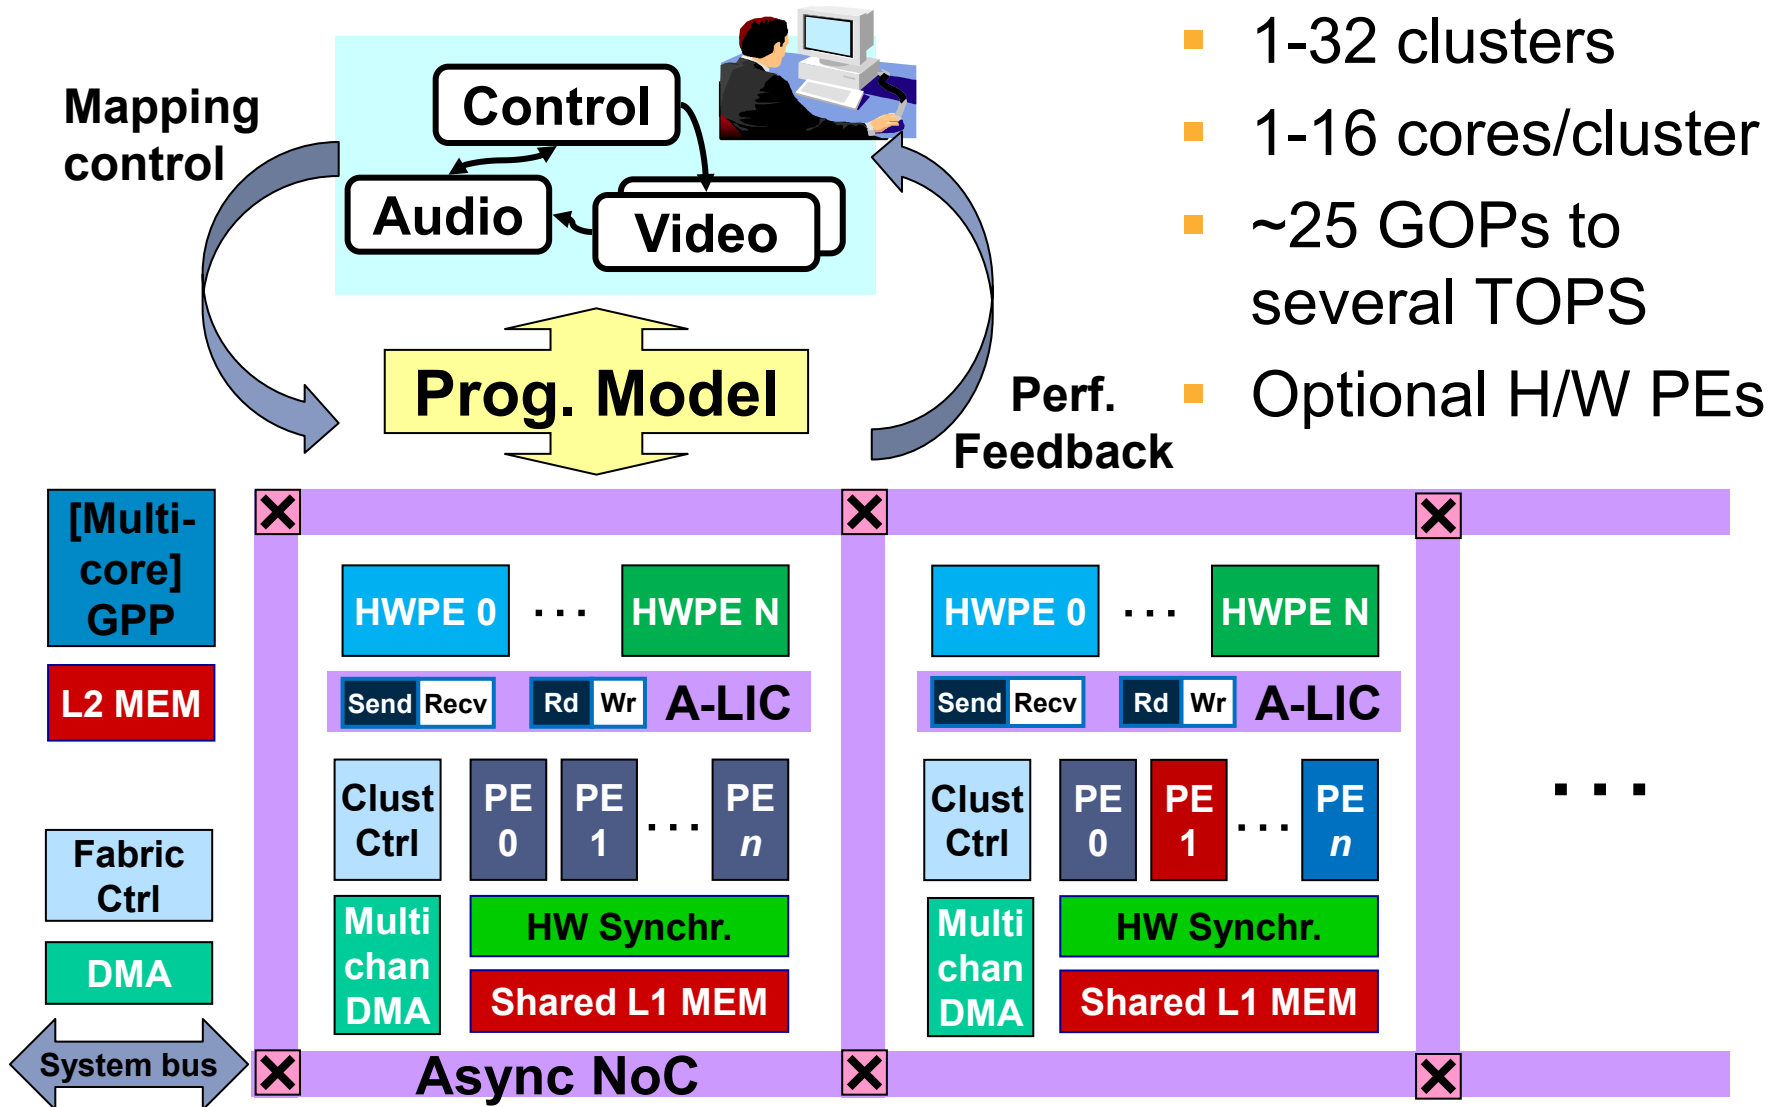 Mapping
control
Control
Audio
Video
Prog. Model
Perf.
Feedback
▪ 1-32 clusters
▪ 1-16 cores/cluster
▪ ~25 GOPs to
several TOPS
▪ Optional H/W PEs
[Multi-
core]
GPP
L2 MEM
Fabric
Ctrl
DMA
System bus
HWPE 0
. . .
HWPE N
Send Recv
Rd Wr
A-LIC
Clust
Ctrl
PE
0
PE
1
. . .
PE
n
Multi
chan
DMA
HW Synchr.
Shared L1 MEM
HWPE 0
. . .
HWPE N
Send Recv
Rd Wr
A-LIC
Clust
Ctrl
PE
0
PE
1
. . .
PE
n
Multi
chan
DMA
HW Synchr.
Shared L1 MEM
. . .
Async NoC